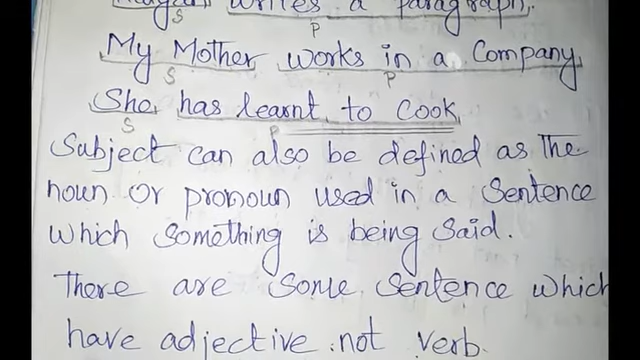 writes a paragraph.
S P
My Mother works in a Company
S P
She has learnt to Cook
S P
Subject can also be defined as the
noun or pronoun used in a sentence
which something is being said.
There are some sentence which
have adjective not verb.